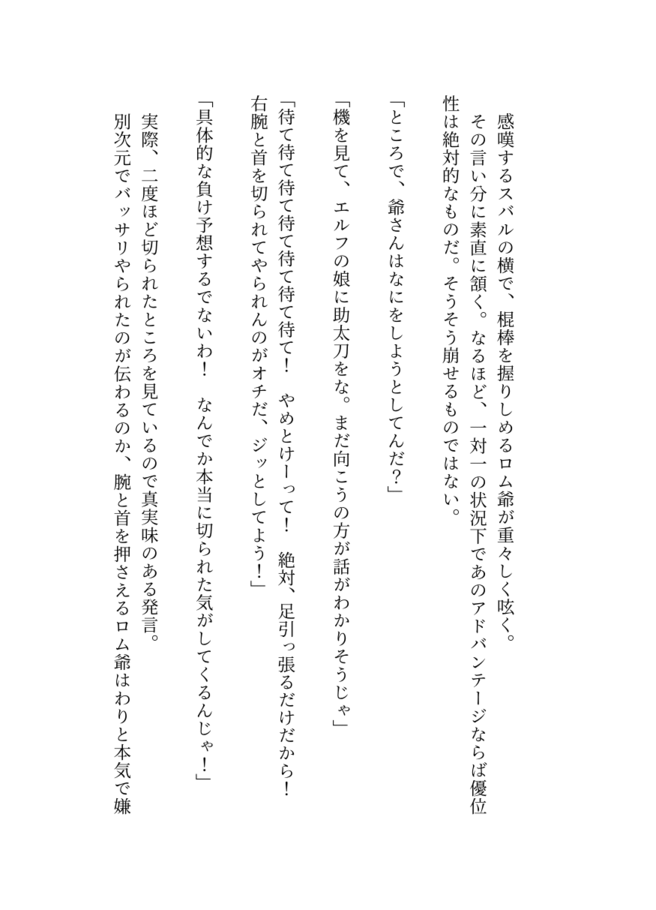 感嘆するスバルの横で、棍棒を握りしめるロム爺が重々しく呟く。
　その言い分に素直に頷く。なるほど、一対一の状況下であのアドバンテージならば優位
性は絶対的なものだ。そうそう崩せるものではない。
「ところで、爺さんはなにをしようとしてんだ？」
「機を見て、エルフの娘に助太刀をな。まだ向こうの方が話がわかりそうじゃ」
「待て待て待て待て待て待て待て！　やめとけーって！　絶対、足引っ張るだけだから！
右腕と首を切られてやられんのがオチだ、ジッとしてよう！」
「具体的な負け予想するでないわ！　なんでか本当に切られた気がしてくるんじゃ！」
　実際、二度ほど切られたところを見ているので真実味のある発言。
　別次元でバッサリやられたのが伝わるのか、腕と首を押さえるロム爺はわりと本気で嫌